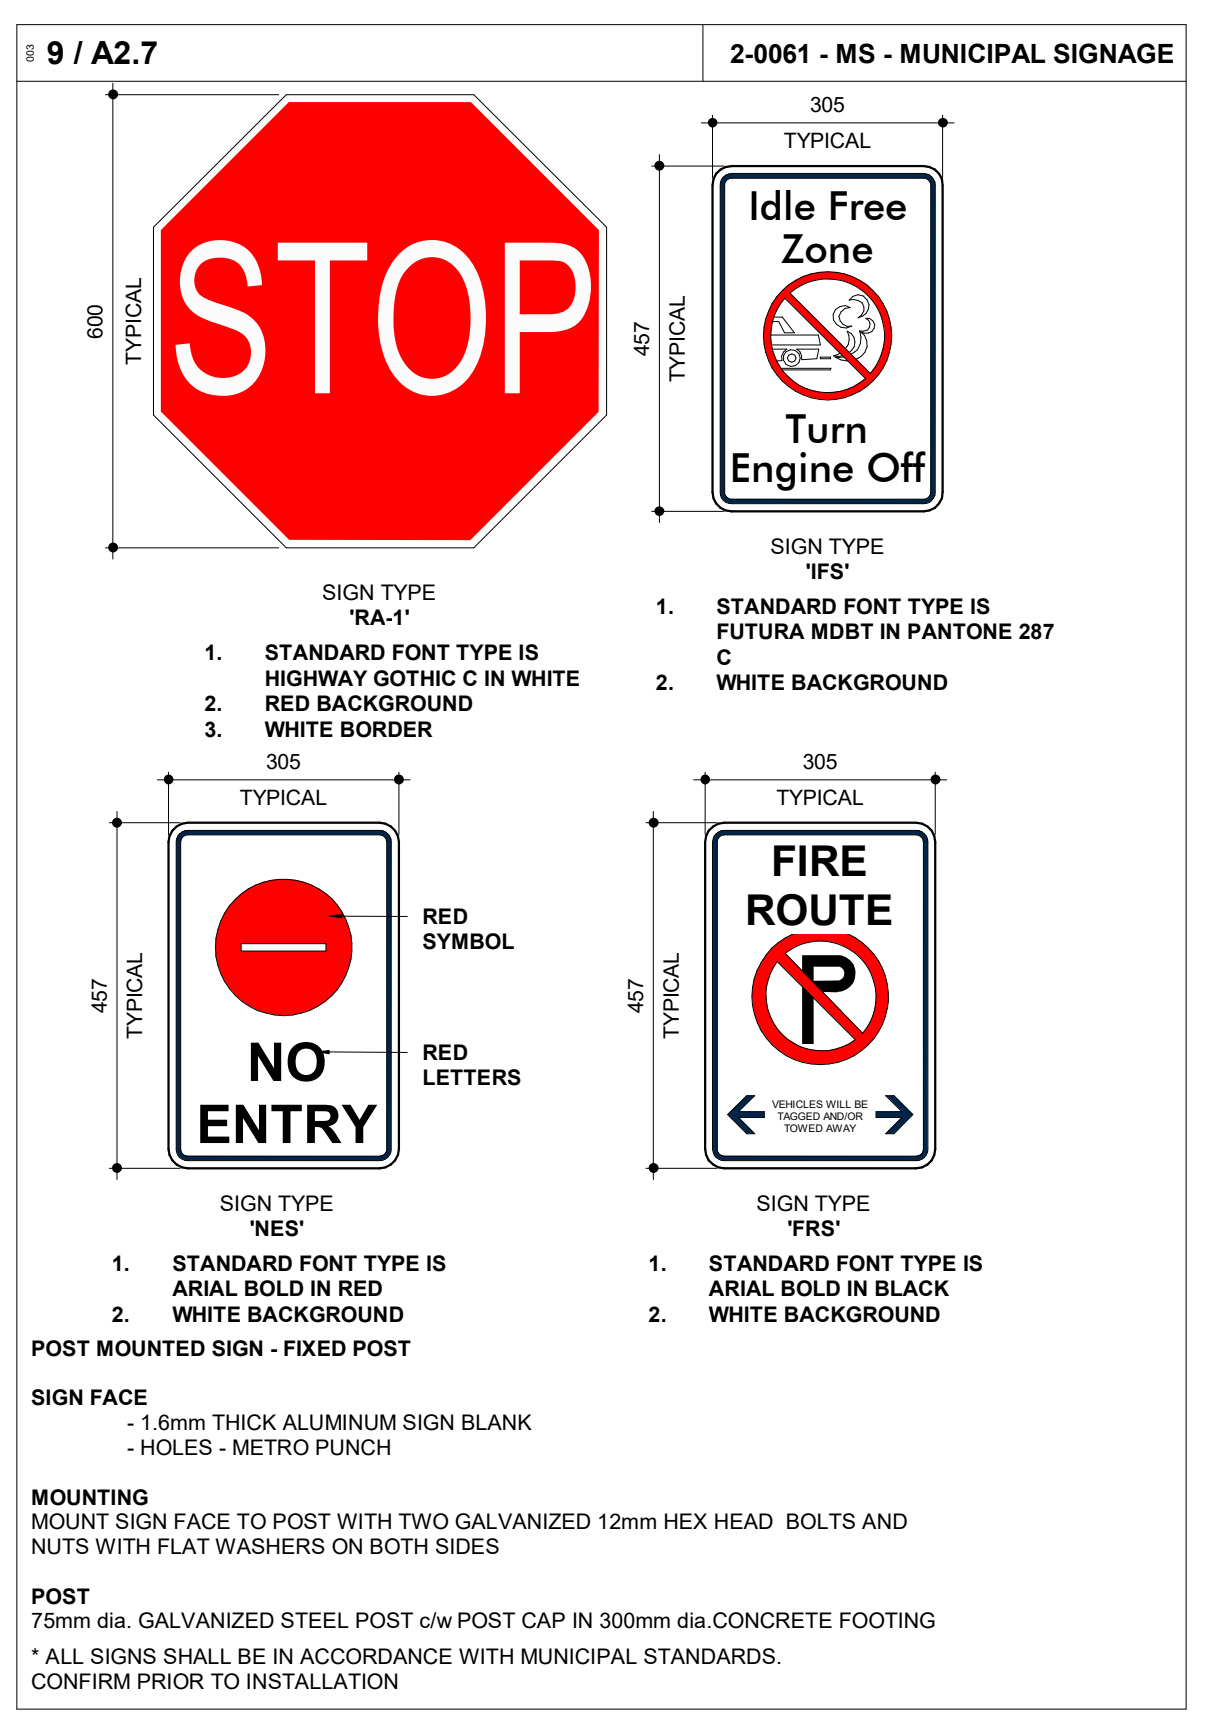 003
9 / A2.7
2-0061 - MS - MUNICIPAL SIGNAGE
600
TYPICAL
STOP
SIGN TYPE
'RA-1'
1. STANDARD FONT TYPE IS
HIGHWAY GOTHIC C IN WHITE
2. RED BACKGROUND
3. WHITE BORDER
305
TYPICAL
457
TYPICAL
Idle Free
Zone
Turn
Engine Off
SIGN TYPE
'IFS'
1. STANDARD FONT TYPE IS
FUTURA MDBT IN PANTONE 287
C
2. WHITE BACKGROUND
305
TYPICAL
457
TYPICAL
RED
SYMBOL
NO
ENTRY
RED
LETTERS
SIGN TYPE
'NES'
1. STANDARD FONT TYPE IS
ARIAL BOLD IN RED
2. WHITE BACKGROUND
305
TYPICAL
457
TYPICAL
FIRE
ROUTE
P
VEHICLES WILL BE
TAGGED AND/OR
TOWED AWAY
SIGN TYPE
'FRS'
1. STANDARD FONT TYPE IS
ARIAL BOLD IN BLACK
2. WHITE BACKGROUND
POST MOUNTED SIGN - FIXED POST
SIGN FACE
- 1.6mm THICK ALUMINUM SIGN BLANK
- HOLES - METRO PUNCH
MOUNTING
MOUNT SIGN FACE TO POST WITH TWO GALVANIZED 12mm HEX HEAD BOLTS AND
NUTS WITH FLAT WASHERS ON BOTH SIDES
POST
75mm dia. GALVANIZED STEEL POST c/w POST CAP IN 300mm dia.CONCRETE FOOTING
* ALL SIGNS SHALL BE IN ACCORDANCE WITH MUNICIPAL STANDARDS.
CONFIRM PRIOR TO INSTALLATION